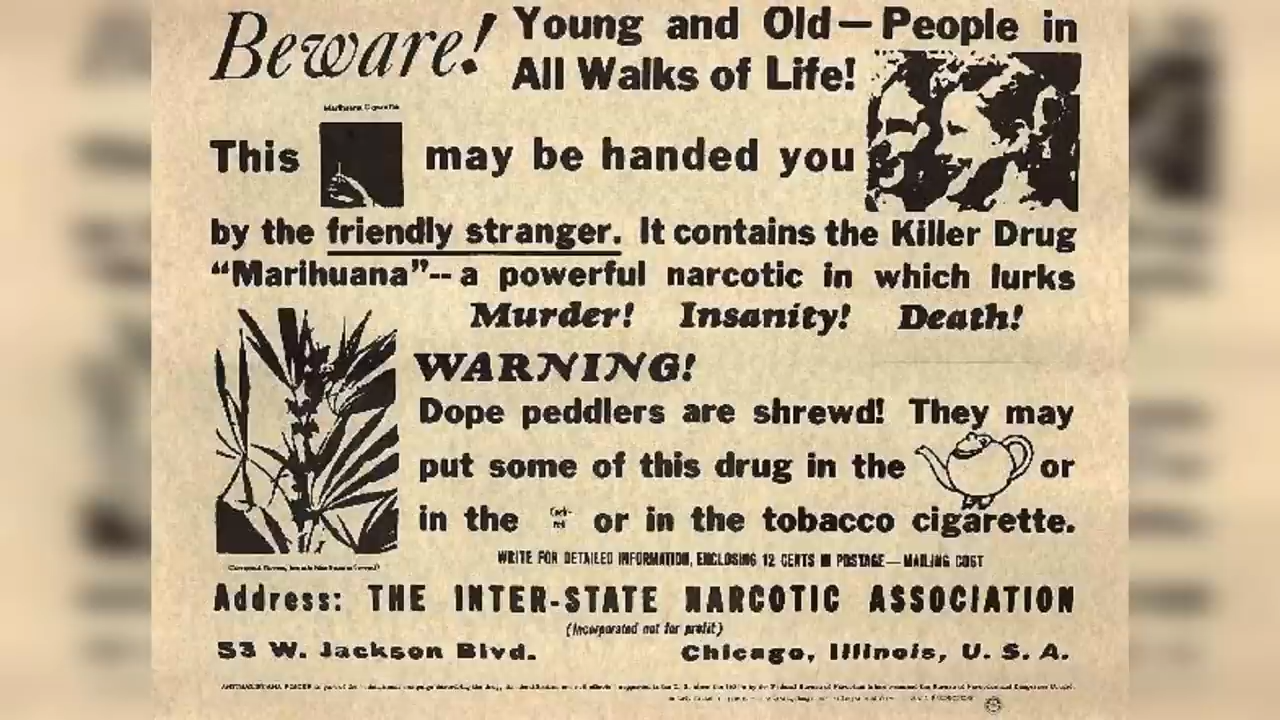 Beware! Young and Old—People in
All Walks of Life!
Marihuana Cigarette
This may be handed you
by the friendly stranger. It contains the Killer Drug
“Marihuana”--a powerful narcotic in which lurks
Murder! Insanity! Death!
WARNING!
Dope peddlers are shrewd! They may
put some of this drug in the or
in the or in the tobacco cigarette.
WRITE FOR DETAILED INFORMATION, ENCLOSING 12 CENTS IN POSTAGE—MAILING COST
Address: THE INTER-STATE NARCOTIC ASSOCIATION
(Incorporated not for profit)
53 W. Jackson Blvd. Chicago, Illinois, U. S. A.